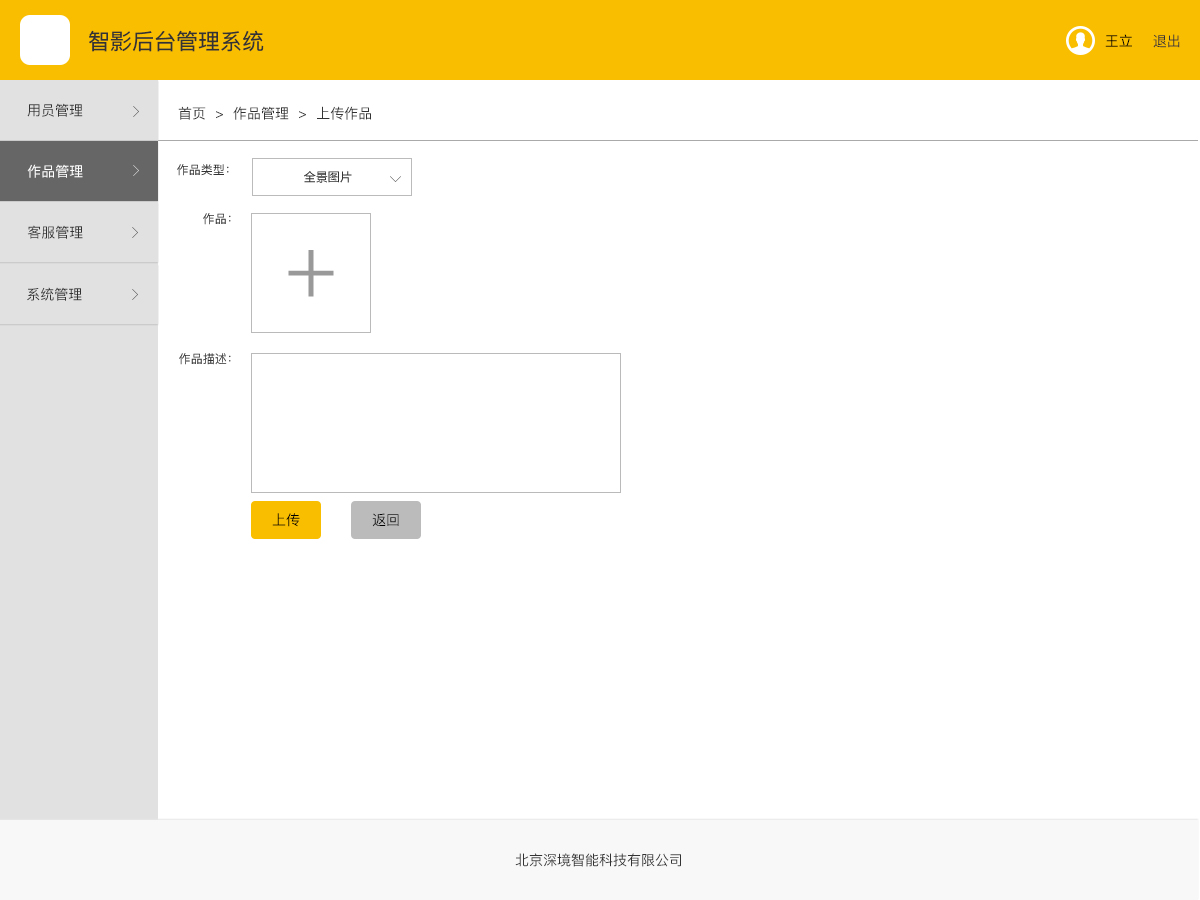 智影后台管理系统
王立 退出
用员管理
作品管理
客服管理
系统管理
首页 > 作品管理 > 上传作品
作品类型：
全景图片
作品：
作品描述：
上传
返回
北京深境智能科技有限公司